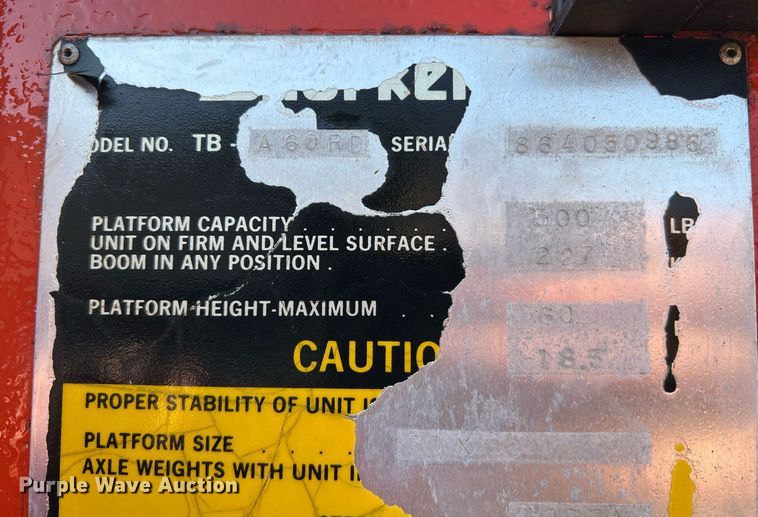 ODEL NO. TB - A60RD SERIA 864050986
PLATFORM CAPACITY . . . . . . 500 LB
UNIT ON FIRM AND LEVEL SURFACE . 227
BOOM IN ANY POSITION .
PLATFORM-HEIGHT-MAXIMUM . . 60
18.5
CAUTIO
PROPER STABILITY OF UNIT
PLATFORM SIZE . . . . 
AXLE WEIGHTS WITH UNIT I
Purple Wave Auction